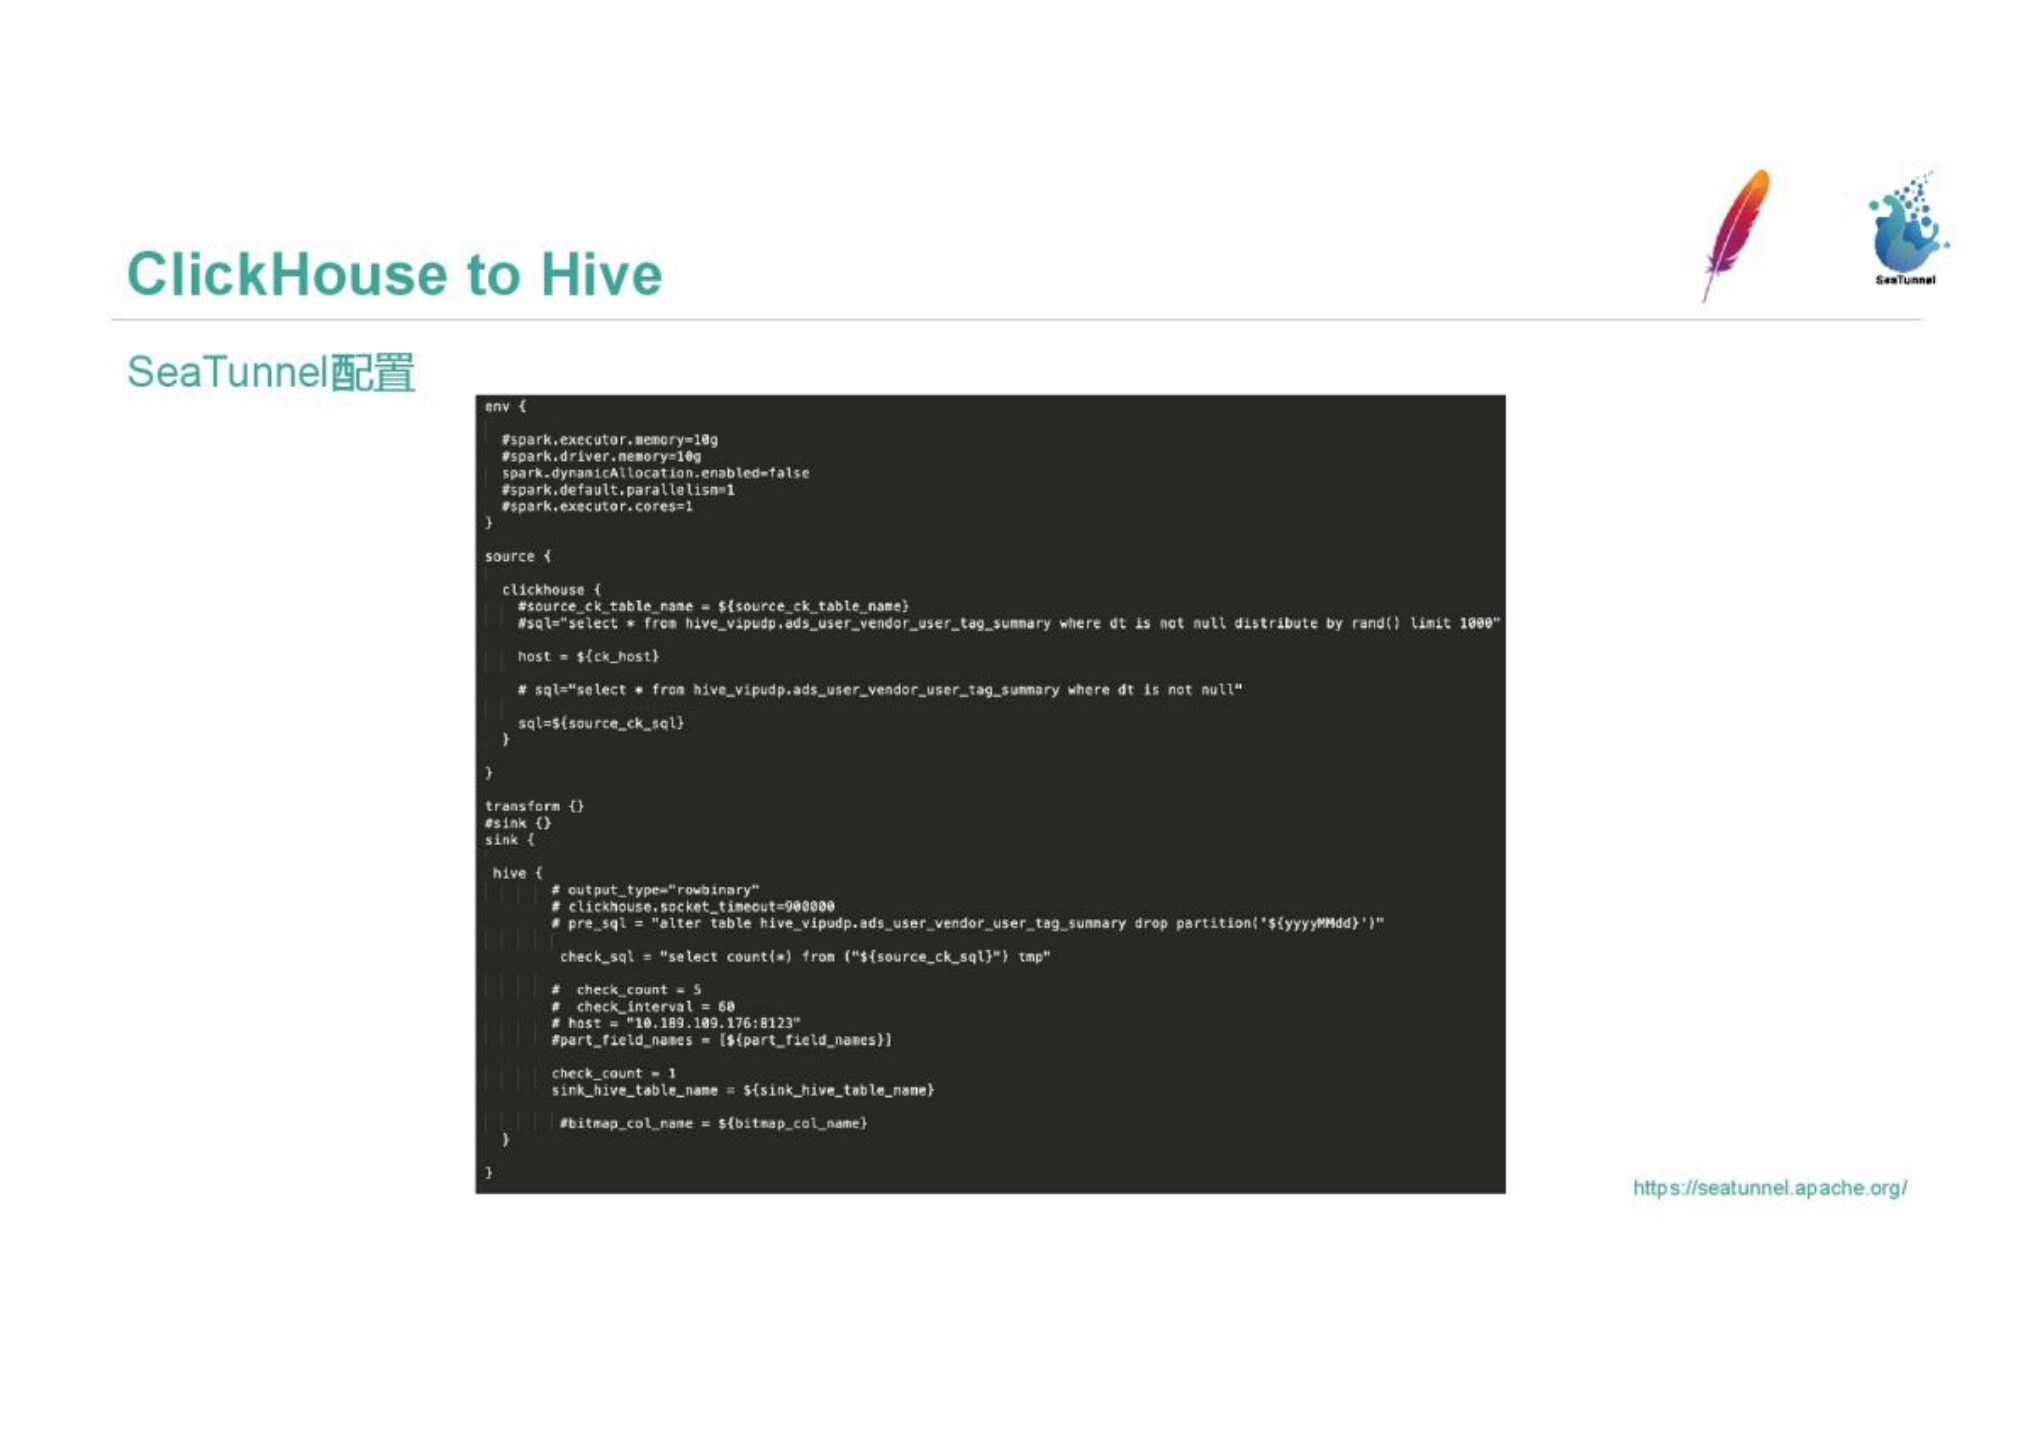 ClickHouse to Hive
SeaTunnel
SeaTunnel配置
env {
#spark.executor.memory=10g
#spark.driver.memory=10g
spark.dynamicAllocation.enabled=false
#spark.default.parallelism=1
#spark.executor.cores=1
}
source {
clickhouse {
#source_ck_table_name = ${source_ck_table_name}
#sql="select * from hive_vipudp.ads_user_vendor_user_tag_summary where dt is not null distribute by rand() limit 1000"
host = ${ck_host}
# sql="select * from hive_vipudp.ads_user_vendor_user_tag_summary where dt is not null"
sql=${source_ck_sql}
}
}
transform {}
#sink {}
sink {
hive {
# output_type="rowbinary"
# clickhouse.socket_timeout=900000
# pre_sql = "alter table hive_vipudp.ads_user_vendor_user_tag_summary drop partition('${yyyyMMdd}')"
check_sql = "select count(*) from ("${source_ck_sql}") tmp"
# check_count = 5
# check_interval = 60
# host = "10.189.109.176:8123"
#part_field_names = [${part_field_names}]
check_count = 1
sink_hive_table_name = ${sink_hive_table_name}
#bitmap_col_name = ${bitmap_col_name}
}
}
https://seatunnel.apache.org/